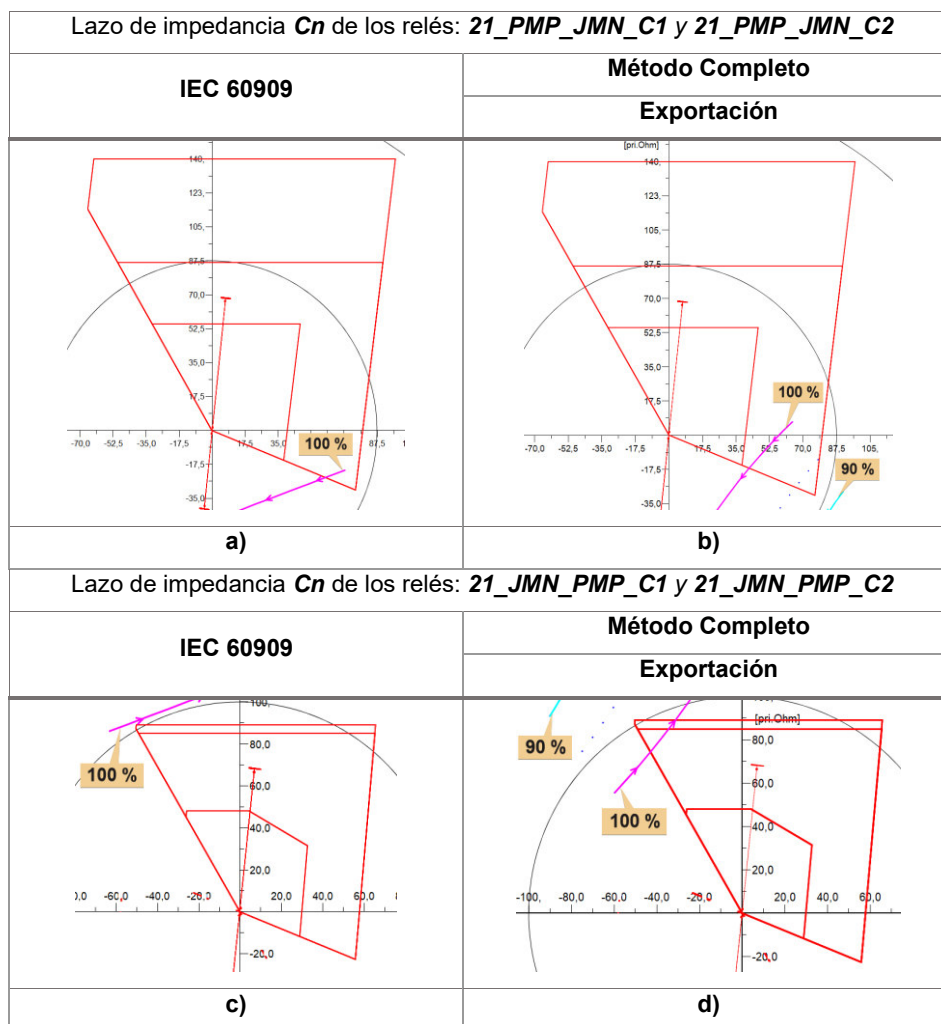 Lazo de impedancia Cn de los relés: 21_PMP_JMN_C1 y 21_PMP_JMN_C2
IEC 60909
Método Completo
Exportación
140,
123,
105,
87,5
70,0
52,5
35,0
17,5
-70,0 -52,5 -35,0 -17,5 17,5 35,0 87,5 1
100 %
-17,5
-35,0
[pri.Ohm]
140,
123,
105,
87,5
70,0
52,5
35,0
17,5
100 %
-70,0 -52,5 -35,0 -17,5 17,5 35,0 52,5 70,0 87,5 105,
90 %
-17,5
-35,0
a)
b)
Lazo de impedancia Cn de los relés: 21_JMN_PMP_C1 y 21_JMN_PMP_C2
IEC 60909
Método Completo
Exportación
100,
80,0
100 %
60,0
40,0
20,0
0,0 -60,0 -40,0 -20,0 20,0 40,0 60,0
-20,0
[pri.Ohm]
90 %
80,0
60,0
100 %
40,0
20,0
-100, -80,0 -60,0 -40,0 -20,0 20,0 40,0 60,0
-20,0
c)
d)